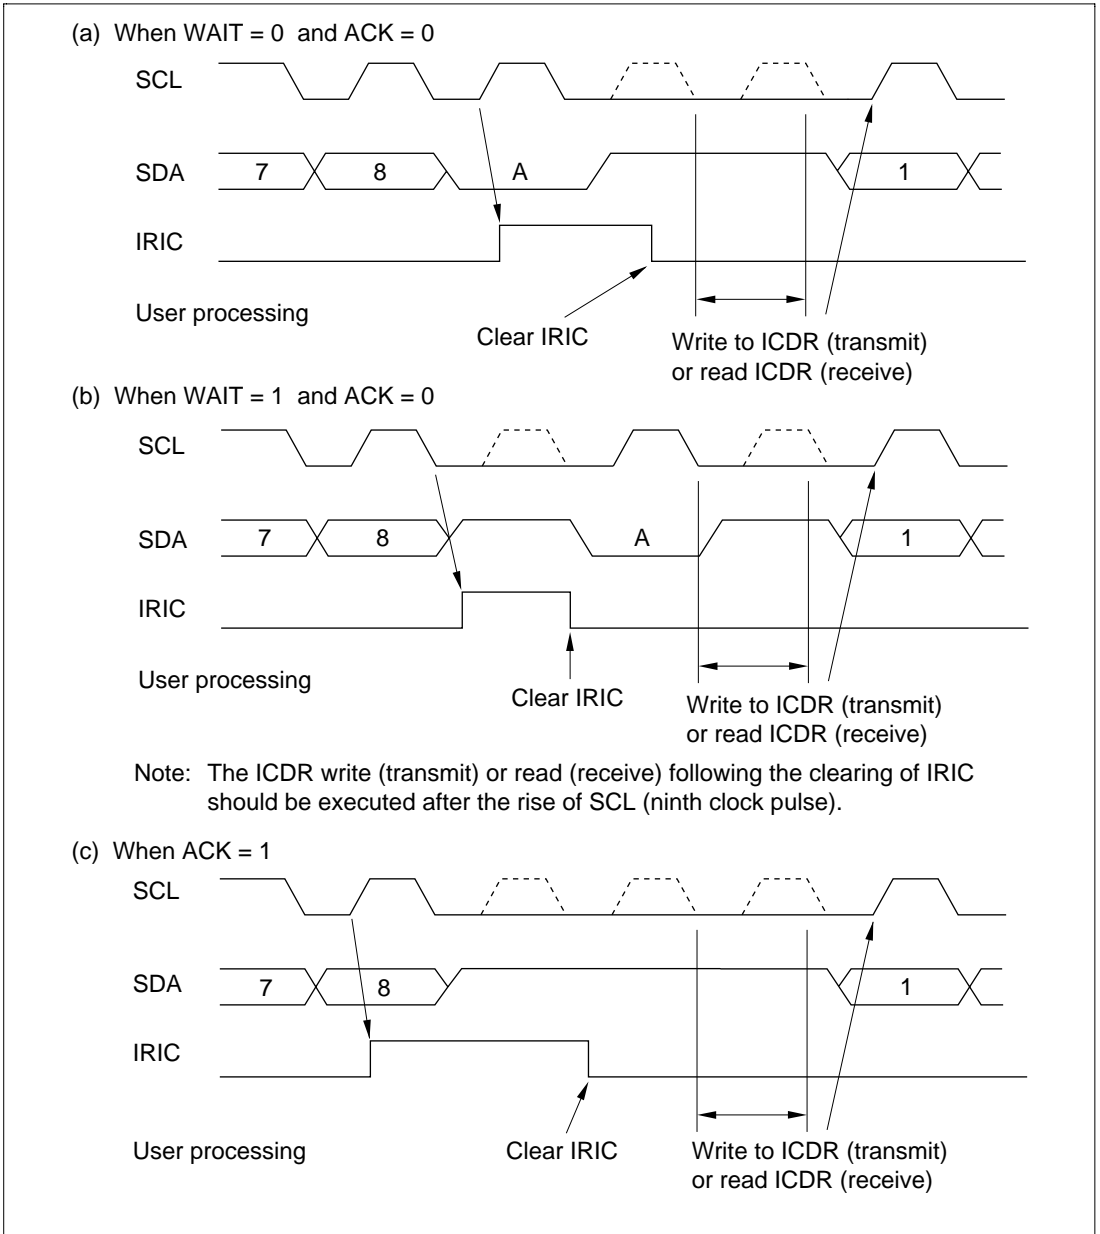 (a) When WAIT = 0 and ACK = 0
SCL
SDA
7 8 A 1
IRIC
User processing
Clear IRIC
Write to ICDR (transmit)
or read ICDR (receive)
(b) When WAIT = 1 and ACK = 0
SCL
SDA
7 8 A 1
IRIC
User processing
Clear IRIC
Write to ICDR (transmit)
or read ICDR (receive)
Note: The ICDR write (transmit) or read (receive) following the clearing of IRIC
should be executed after the rise of SCL (ninth clock pulse).
(c) When ACK = 1
SCL
SDA
7 8 1
IRIC
User processing
Clear IRIC
Write to ICDR (transmit)
or read ICDR (receive)